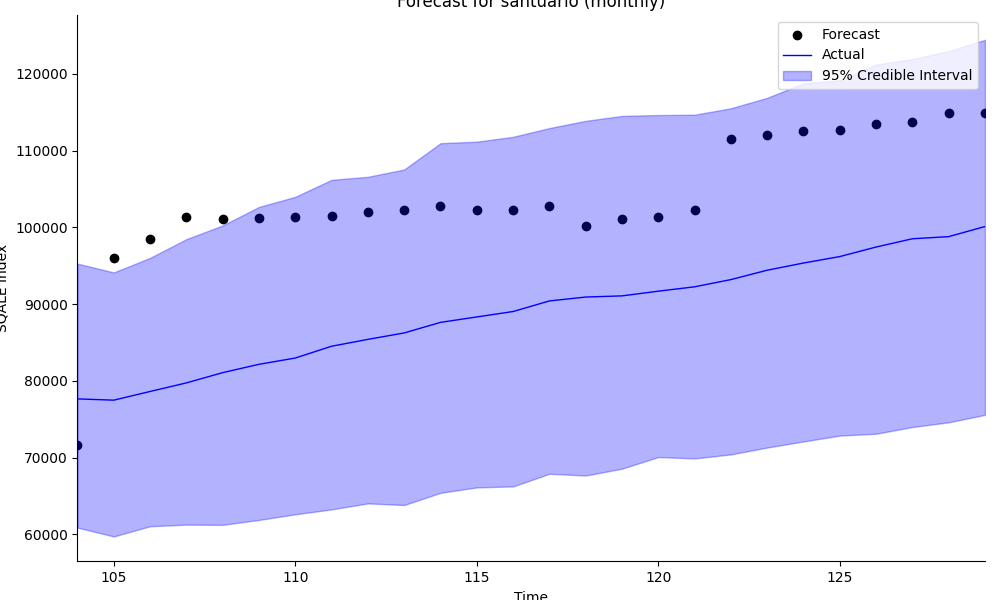 Forecast for santuario (monthly)
Forecast
Actual
95% Credible Interval
120000
110000
100000
90000
80000
70000
60000
SQALE Index
105
110
115
120
125
Time